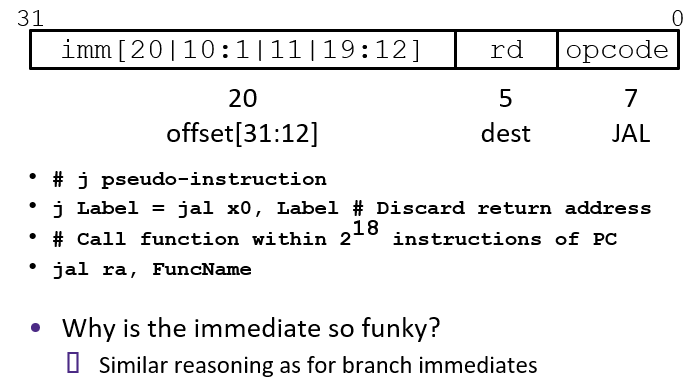 31 0
imm[20|10:1|11|19:12] rd opcode
20 5 7
offset[31:12] dest JAL
• # j pseudo-instruction
• j Label = jal x0, Label # Discard return address
• # Call function within 2^18 instructions of PC
• jal ra, FuncName
• Why is the immediate so funky?
▯ Similar reasoning as for branch immediates